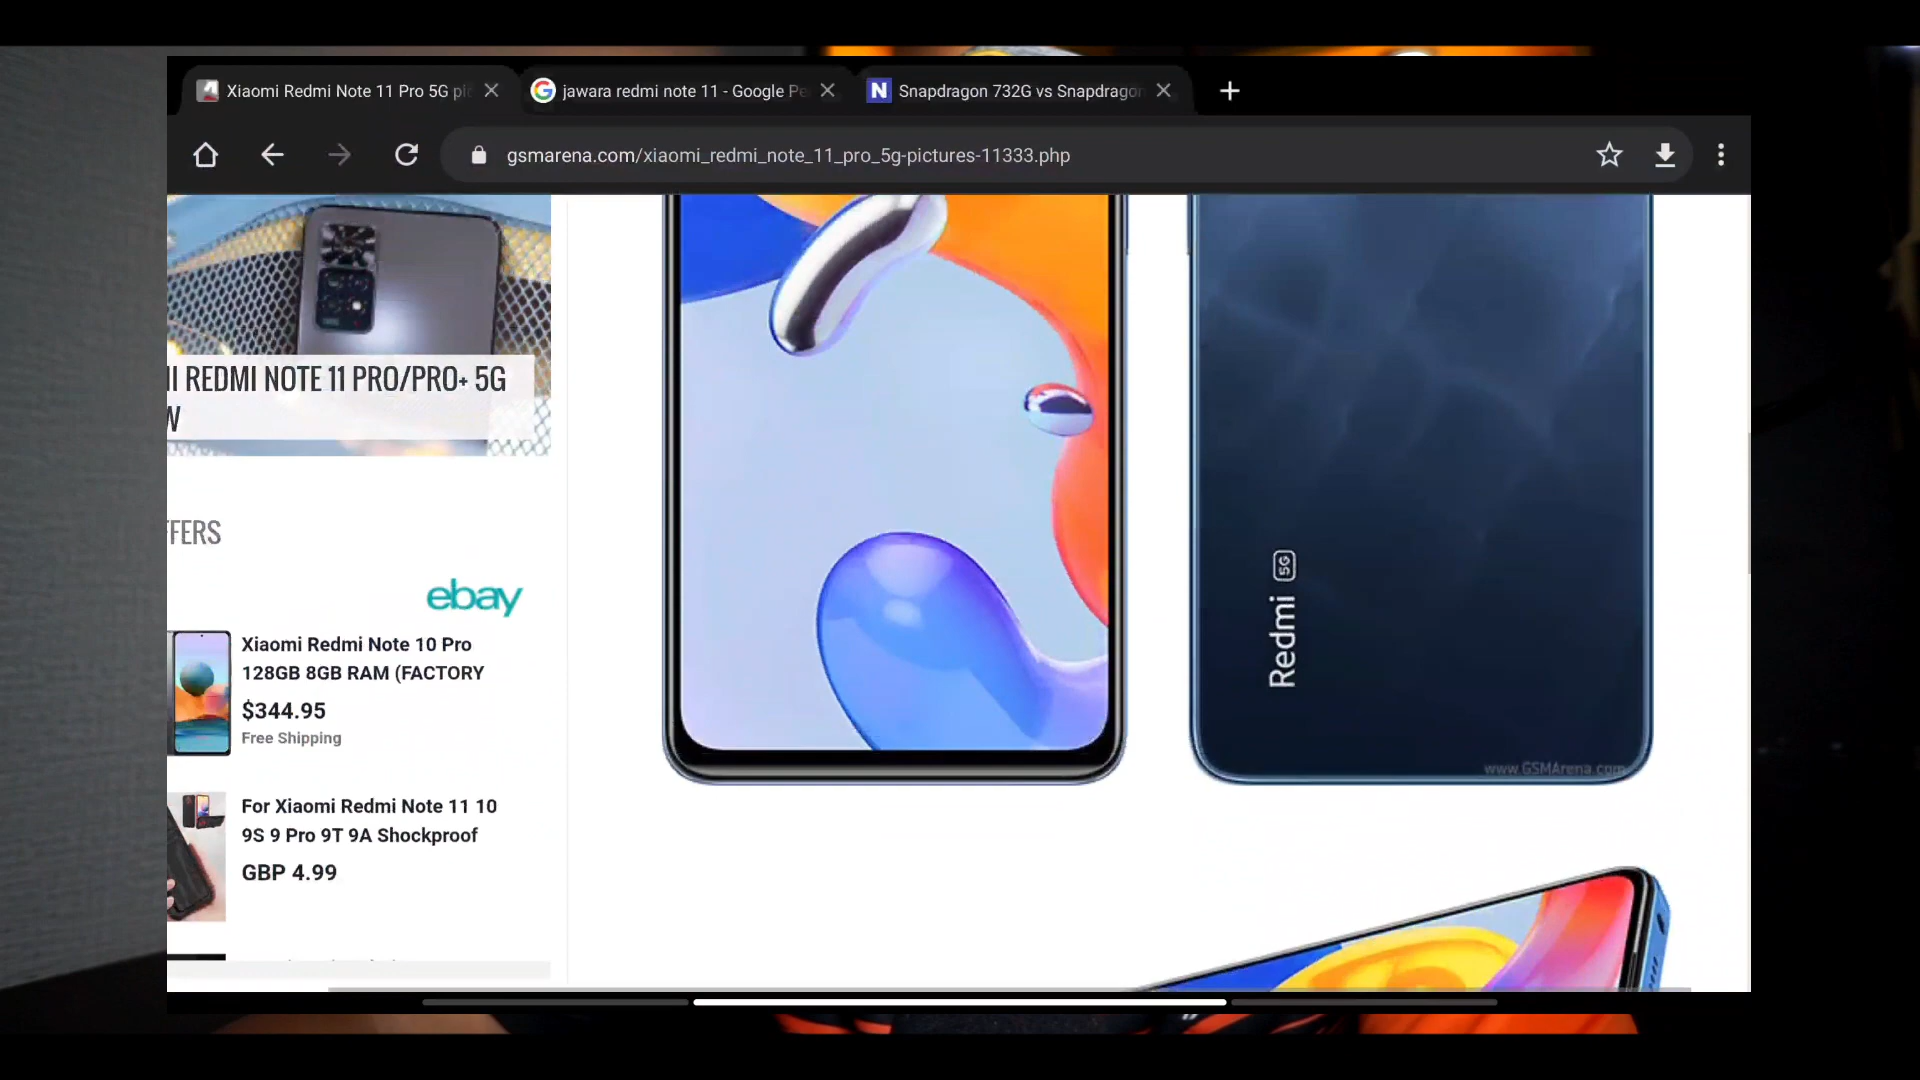 Xiaomi Redmi Note 11 Pro 5G pic
jawara redmi note 11 - Google Pe
Snapdragon 732G vs Snapdragon
gsmarena.com/xiaomi_redmi_note_11_pro_5g-pictures-11333.php
REDMI NOTE 11 PRO/PRO+ 5G
W
FFERS
ebay
Xiaomi Redmi Note 10 Pro
128GB 8GB RAM (FACTORY
$344.95
Free Shipping
For Xiaomi Redmi Note 11 10
9S 9 Pro 9T 9A Shockproof
GBP 4.99
Redmi 5G
www.GSMArena.com